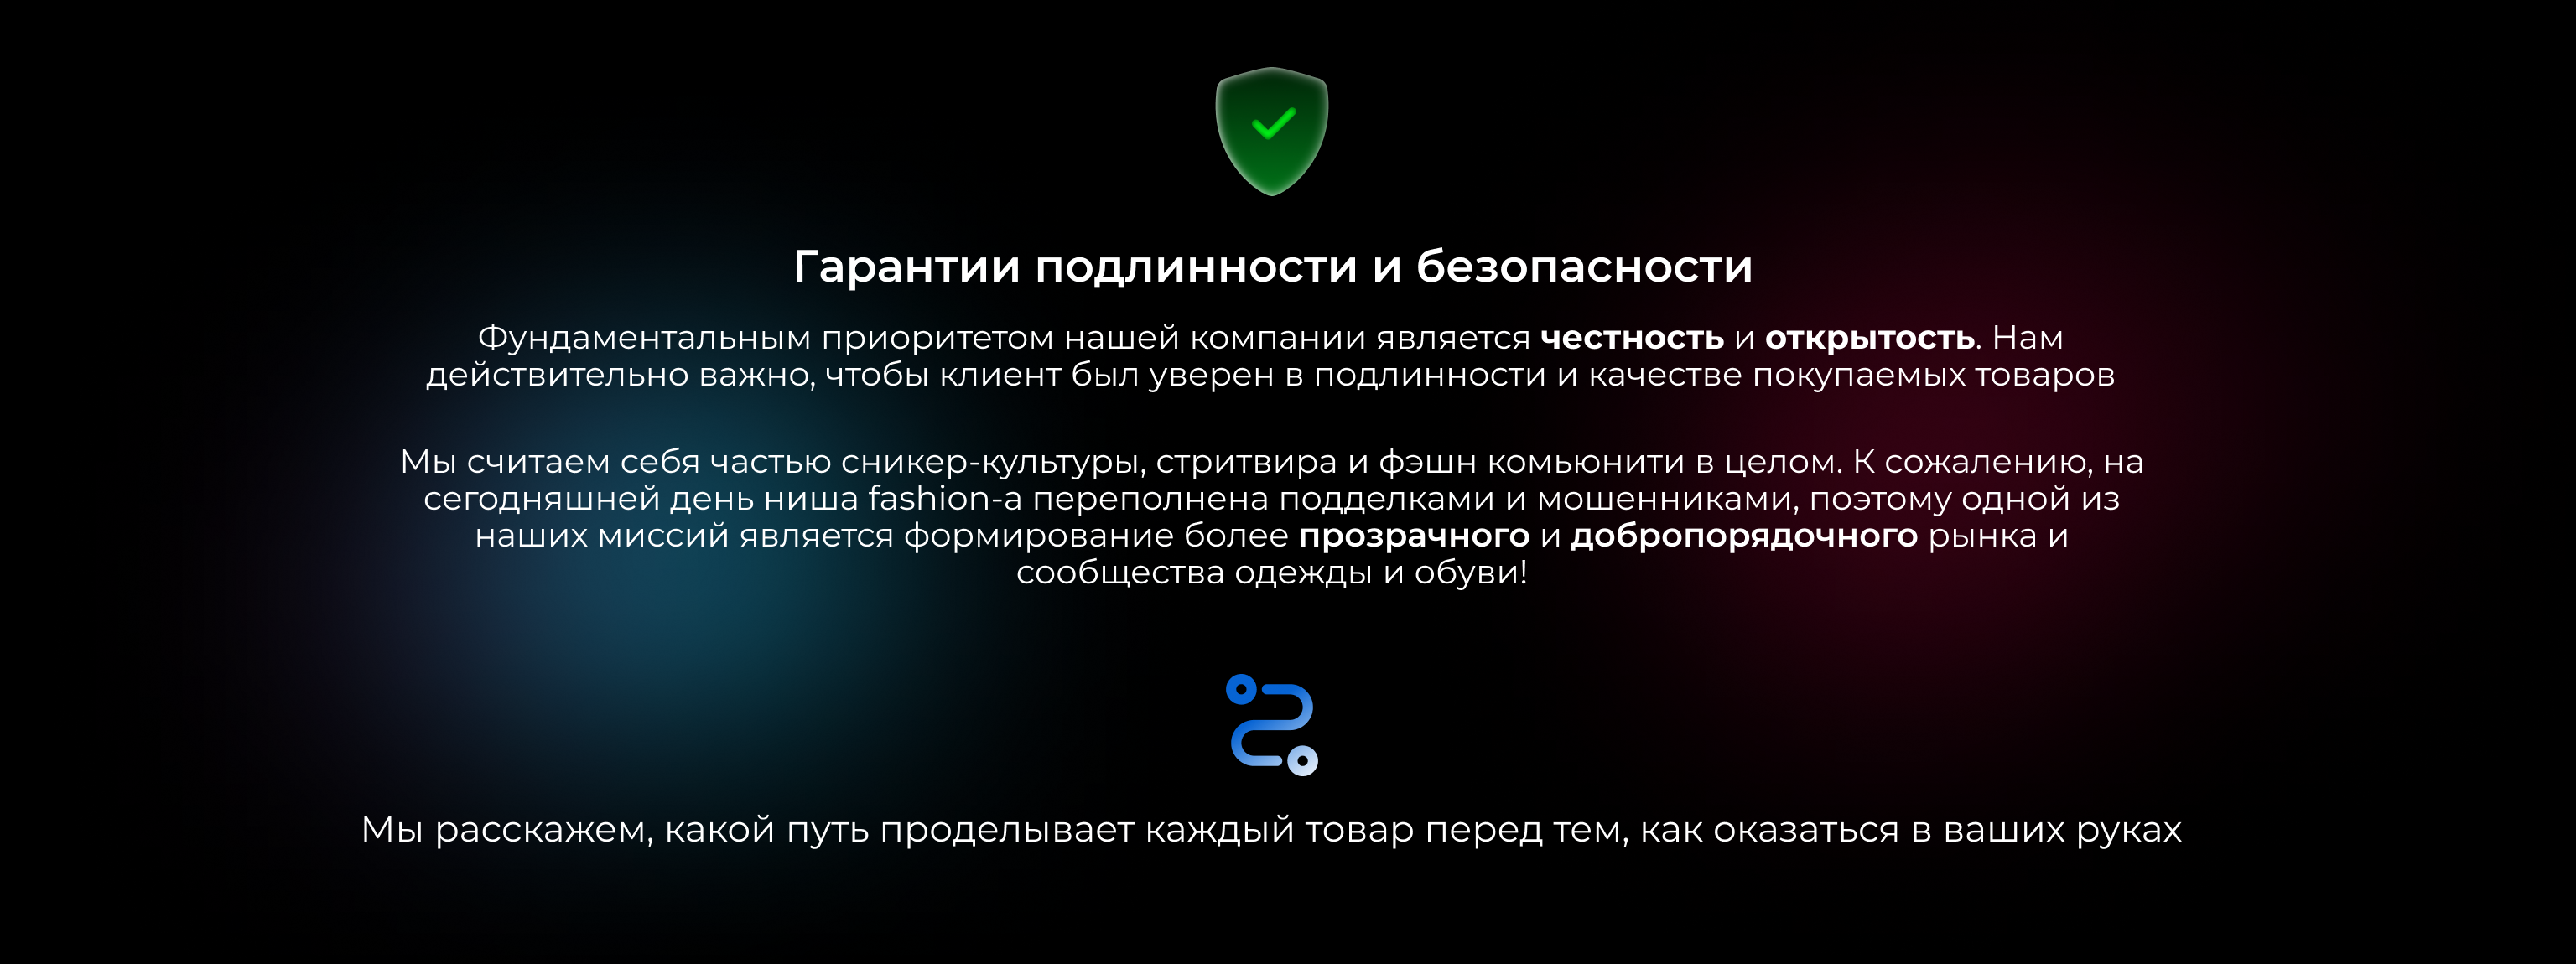 Гарантии подлинности и безопасности
Фундаментальным приоритетом нашей компании является честность и открытость. Нам
действительно важно, чтобы клиент был уверен в подлинности и качестве покупаемых товаров
Мы считаем себя частью сникер-культуры, стритвира и фэшн комьюнити в целом. К сожалению, на
сегодняшней день ниша fashion-а переполнена подделками и мошенниками, поэтому одной из
наших миссий является формирование более прозрачного и добропорядочного рынка и
сообщества одежды и обуви!
Мы расскажем, какой путь проделывает каждый товар перед тем, как оказаться в ваших руках